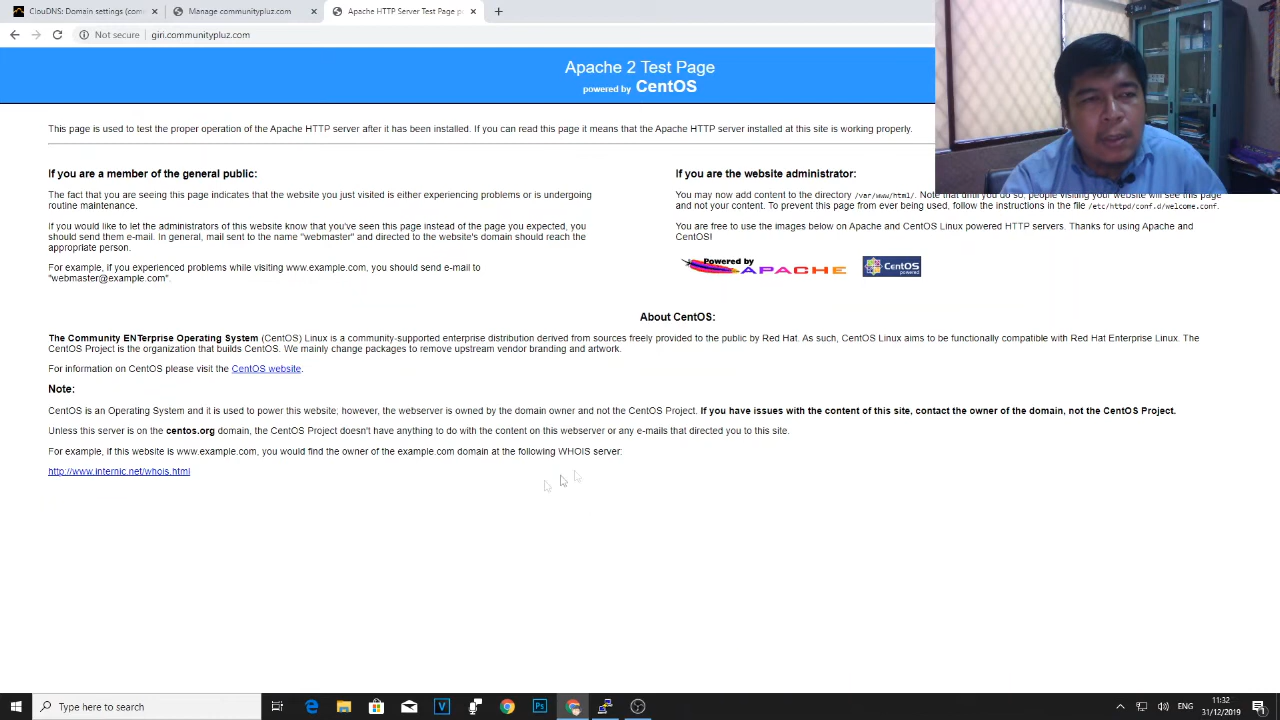 ClouDNS: Domain settings (com
Manage communitypluz.com
Apache HTTP Server Test Page p
Not secure
giri.communitypluz.com
Apache 2 Test Page
powered by CentOS
This page is used to test the proper operation of the Apache HTTP server after it has been installed. If you can read this page it means that the Apache HTTP server installed at this site is working properly.
If you are a member of the general public:
The fact that you are seeing this page indicates that the website you just visited is either experiencing problems or is undergoing
routine maintenance.
If you would like to let the administrators of this website know that you've seen this page instead of the page you expected, you
should send them e-mail. In general, mail sent to the name "webmaster" and directed to the website's domain should reach the
appropriate person.
For example, if you experienced problems while visiting www.example.com, you should send e-mail to
"webmaster@example.com".
If you are the website administrator:
You may now add content to the directory /var/www/html/. Note that until you do so, people visiting your website will see this page
and not your content. To prevent this page from ever being used, follow the instructions in the file /etc/httpd/conf.d/welcome.conf.
You are free to use the images below on Apache and CentOS Linux powered HTTP servers. Thanks for using Apache and
CentOS!
Powered by
APACHE
CentOS
powered
About CentOS:
The Community ENTerprise Operating System (CentOS) Linux is a community-supported enterprise distribution derived from sources freely provided to the public by Red Hat. As such, CentOS Linux aims to be functionally compatible with Red Hat Enterprise Linux. The
CentOS Project is the organization that builds CentOS. We mainly change packages to remove upstream vendor branding and artwork.
For information on CentOS please visit the CentOS website.
Note:
CentOS is an Operating System and it is used to power this website; however, the webserver is owned by the domain owner and not the CentOS Project. If you have issues with the content of this site, contact the owner of the domain, not the CentOS Project.
Unless this server is on the centos.org domain, the CentOS Project doesn't have anything to do with the content on this webserver or any e-mails that directed you to this site.
For example, if this website is www.example.com, you would find the owner of the example.com domain at the following WHOIS server:
http://www.internic.net/whois.html
Type here to search
V
Ps
ENG
11:32
31/12/2019
1